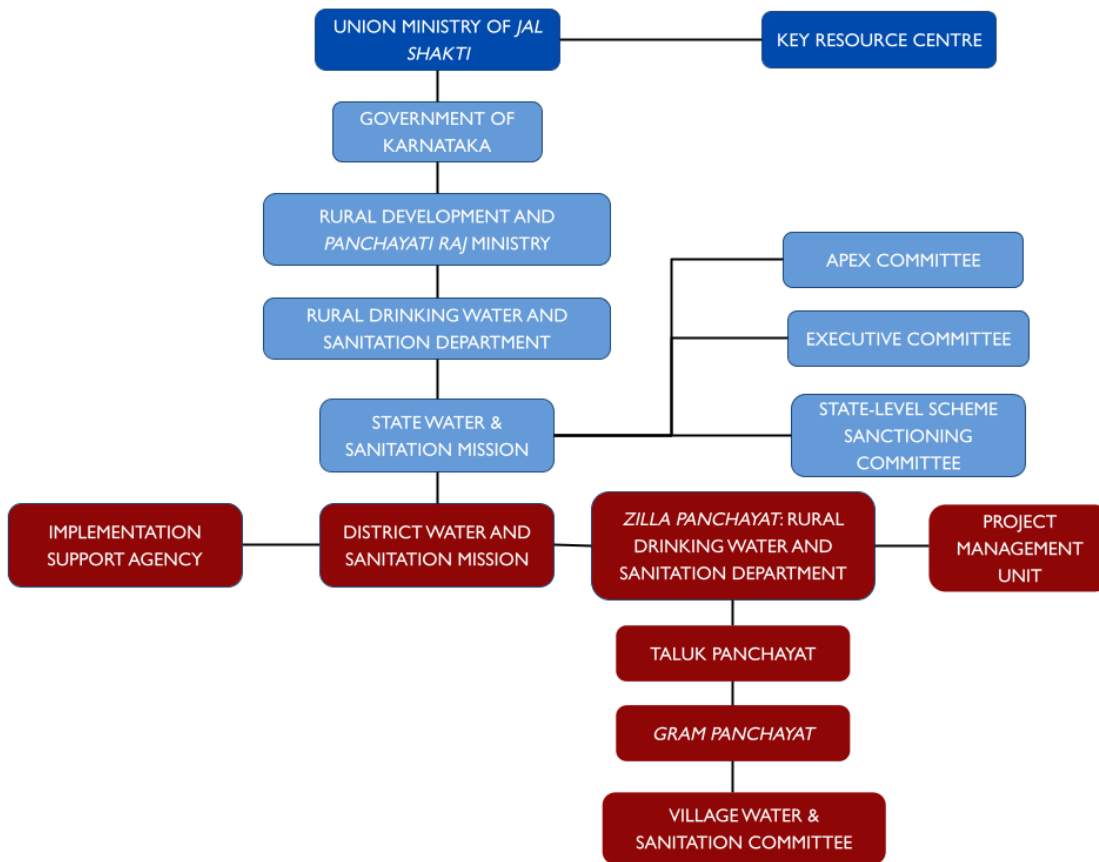 UNION MINISTRY OF JAL
SHAKTI
KEY RESOURCE CENTRE
GOVERNMENT OF
KARNATAKA
RURAL DEVELOPMENT AND
PANCHAYATI RAJ MINISTRY
APEX COMMITTEE
RURAL DRINKING WATER AND
SANITATION DEPARTMENT
EXECUTIVE COMMITTEE
STATE WATER &
SANITATION MISSION
STATE-LEVEL SCHEME
SANCTIONING
COMMITTEE
IMPLEMENTATION
SUPPORT AGENCY
DISTRICT WATER AND
SANITATION MISSION
ZILLA PANCHAYAT: RURAL
DRINKING WATER AND
SANITATION DEPARTMENT
PROJECT
MANAGEMENT
UNIT
TALUK PANCHAYAT
GRAM PANCHAYAT
VILLAGE WATER &
SANITATION COMMITTEE